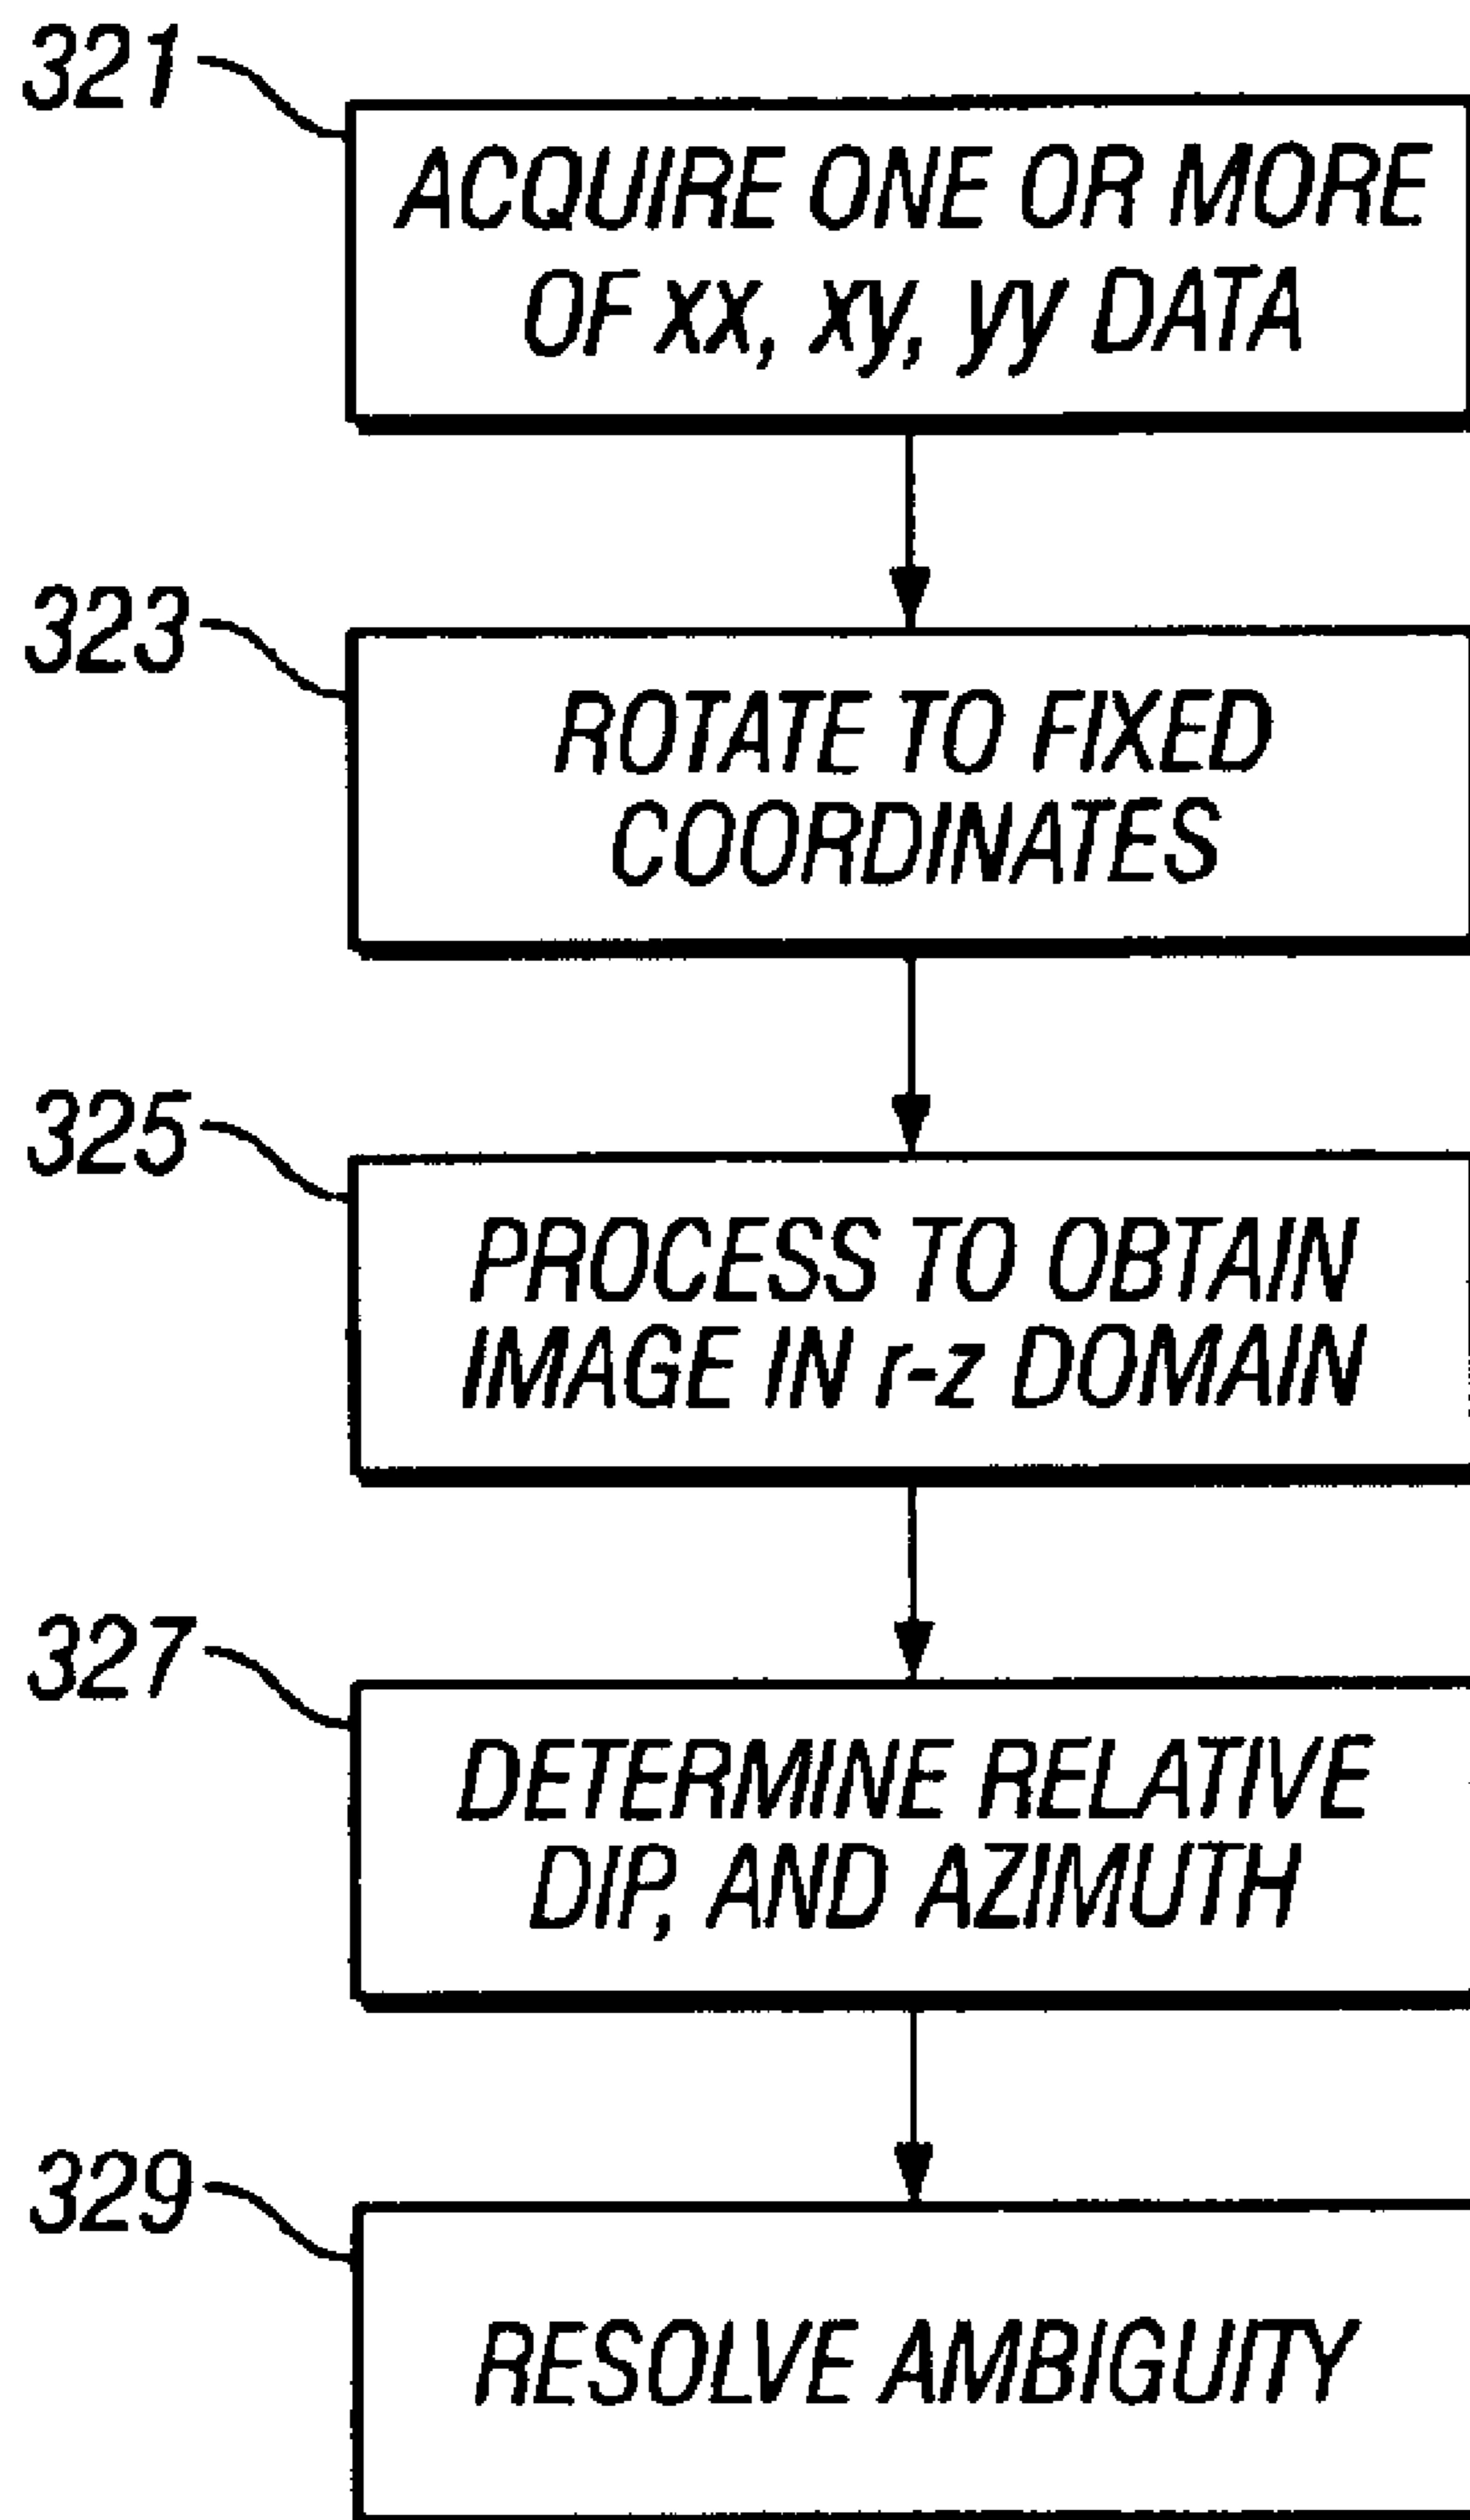 321
ACQUIRE ONE OR MORE
OF xx, xy, yy DATA
323
ROTATE TO FIXED
COORDINATES
325
PROCESS TO OBTAIN
IMAGE IN r-z DOMAIN
327
DETERMINE RELATIVE
DIP, AND AZIMUTH
329
RESOLVE AMBIGUITY